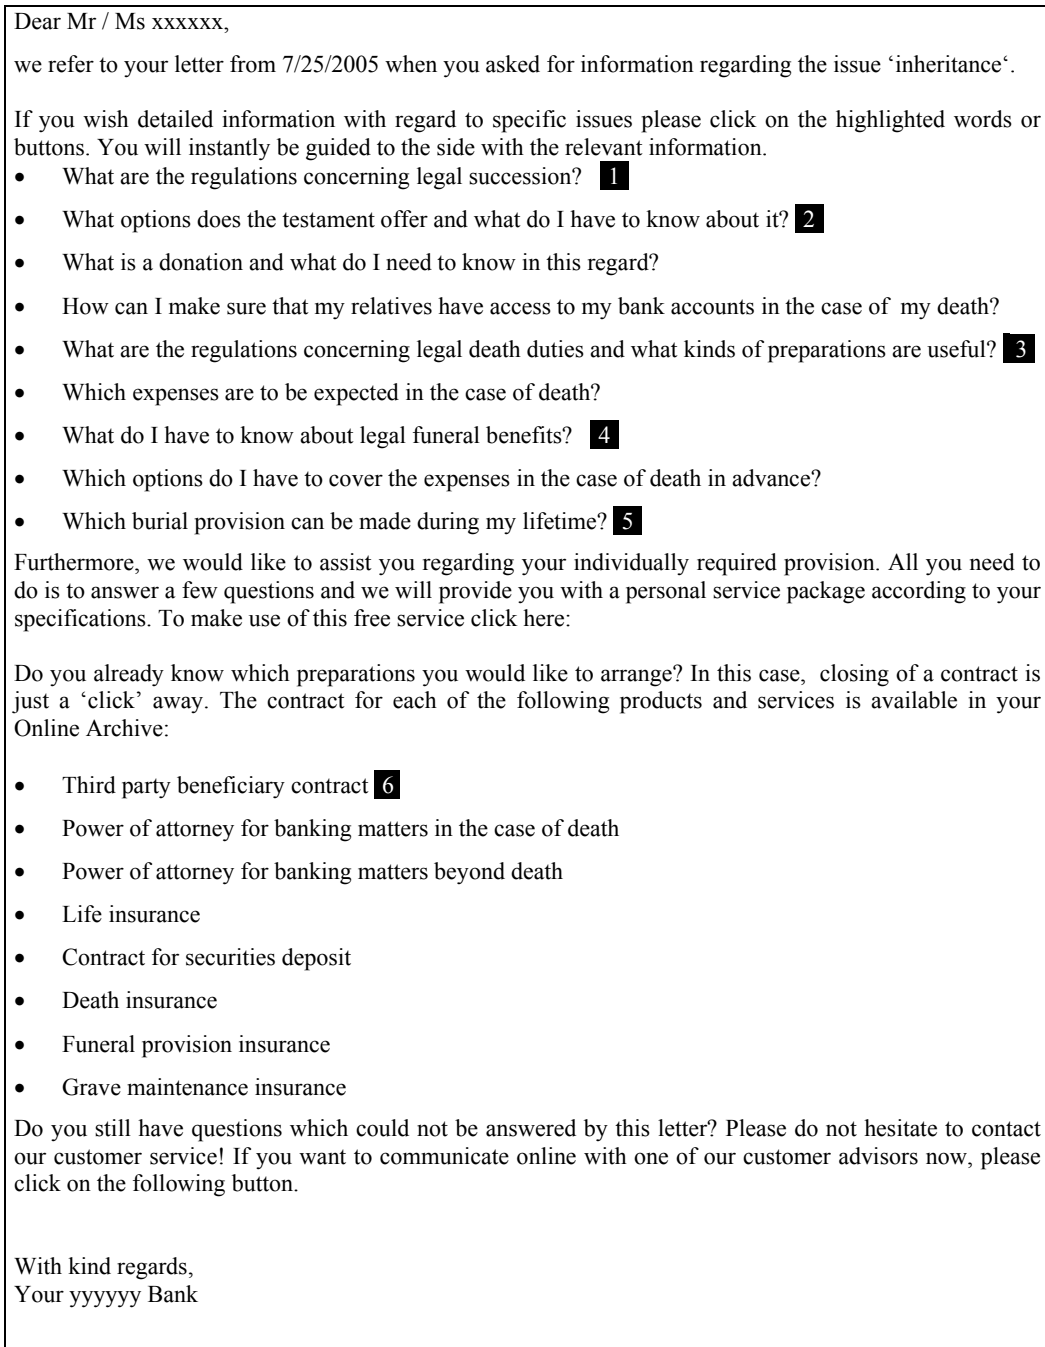 Dear Mr / Ms xxxxxx,
we refer to your letter from 7/25/2005 when you asked for information regarding the issue ‘inheritance‘.
If you wish detailed information with regard to specific issues please click on the highlighted words or
buttons. You will instantly be guided to the side with the relevant information.
• What are the regulations concerning legal succession? 1
• What options does the testament offer and what do I have to know about it? 2
• What is a donation and what do I need to know in this regard?
• How can I make sure that my relatives have access to my bank accounts in the case of my death?
• What are the regulations concerning legal death duties and what kinds of preparations are useful? 3
• Which expenses are to be expected in the case of death?
• What do I have to know about legal funeral benefits? 4
• Which options do I have to cover the expenses in the case of death in advance?
• Which burial provision can be made during my lifetime? 5
Furthermore, we would like to assist you regarding your individually required provision. All you need to
do is to answer a few questions and we will provide you with a personal service package according to your
specifications. To make use of this free service click here:
Do you already know which preparations you would like to arrange? In this case, closing of a contract is
just a ‘click’ away. The contract for each of the following products and services is available in your
Online Archive:
• Third party beneficiary contract 6
• Power of attorney for banking matters in the case of death
• Power of attorney for banking matters beyond death
• Life insurance
• Contract for securities deposit
• Death insurance
• Funeral provision insurance
• Grave maintenance insurance
Do you still have questions which could not be answered by this letter? Please do not hesitate to contact
our customer service! If you want to communicate online with one of our customer advisors now, please
click on the following button.
With kind regards,
Your yyyyyy Bank